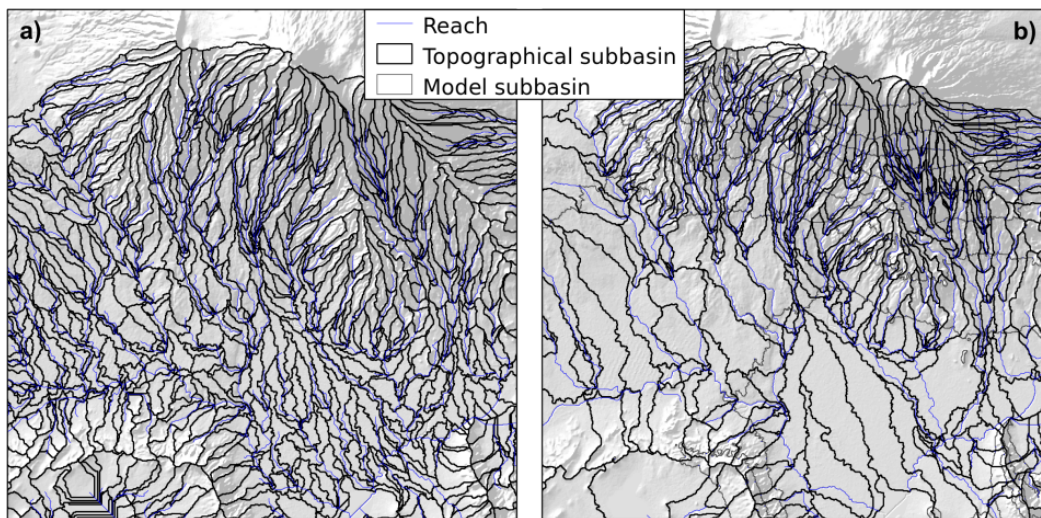 a)
Reach
Topographical subbasin
Model subbasin
b)